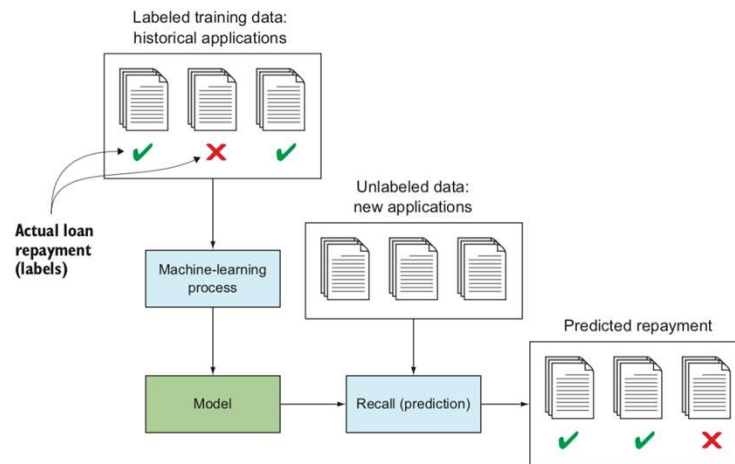 Labeled training data:
historical applications
Actual loan
repayment
(labels)
Unlabeled data:
new applications
Machine-learning
process
Predicted repayment
Model
Recall (prediction)